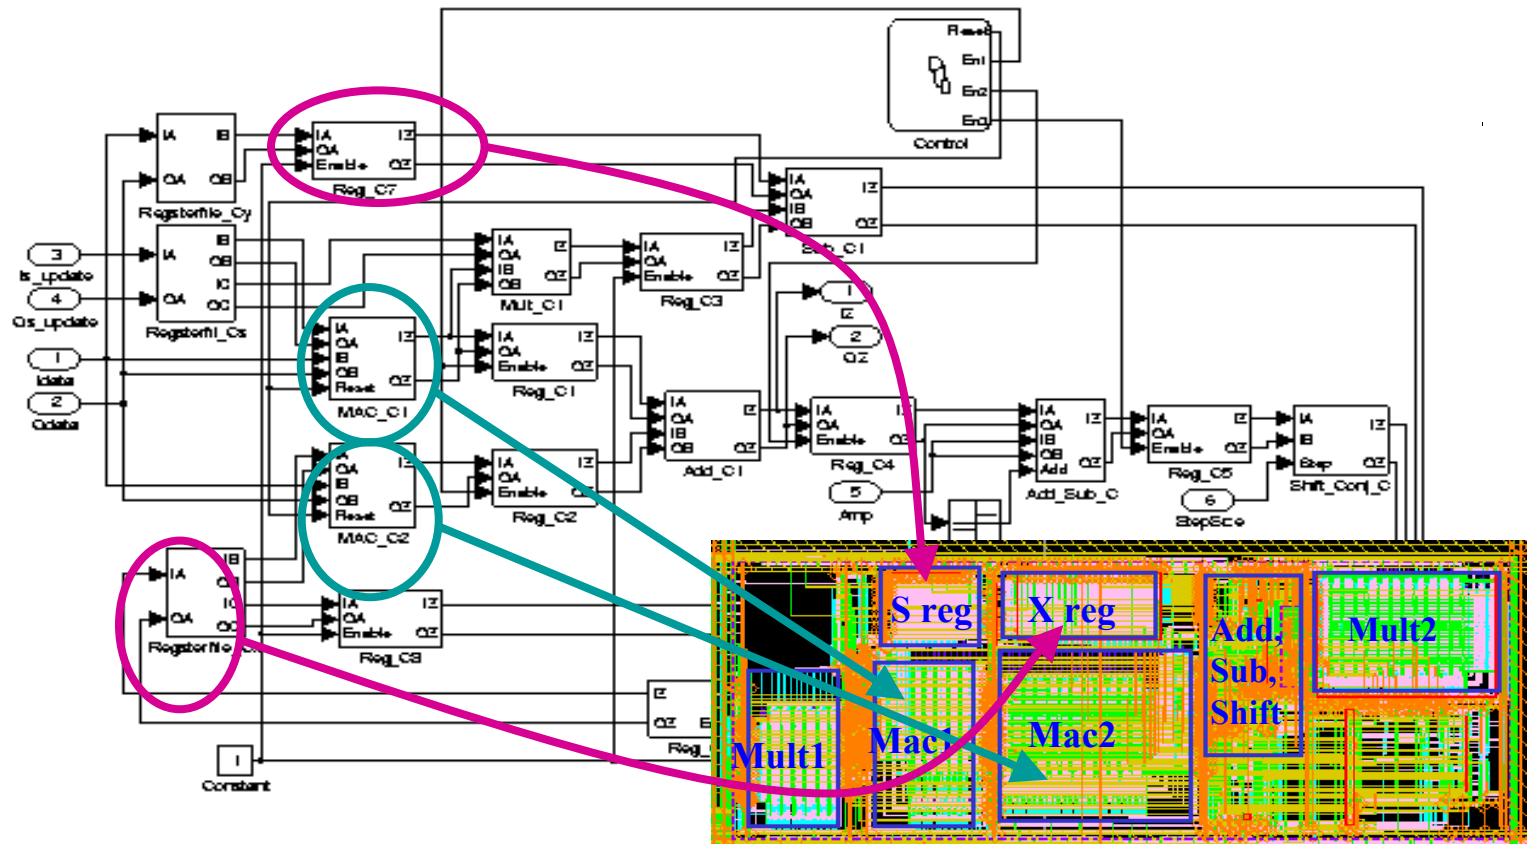 Reset
En1
En2
En3
Control
IA IB
QA QB
Registerfile_Cy
IA IZ
QA
Enable QZ
Reg_C7
IA IZ
QA
IB
QB QZ
Sub_C1
3
Is_update
4
Qs_update
1
Idata
2
Qdata
IA IB
QB
IC
QA QC
Registerfil_Cs
IA IZ
QA
IB
QB QZ
Mult_C1
IA IZ
QA
Enable QZ
Reg_C3
1
IZ
2
QZ
IA IZ
QA
IB
QB QZ
Reset
MAC_C1
IA IZ
QA
Enable QZ
Reg_C1
IA IZ
QA
IB
QB QZ
Add_C1
IA IZ
QA
Enable QZ
Reg_C4
IA IZ
QA
IB
QB QZ
Add
Add_Sub_C
IA IZ
QA
Enable QZ
Reg_C5
IA IZ
IB
Step QZ
Shift_Conj_C
5
Amp
6
StepSize
IA IZ
QA
IB
QB QZ
Reset
MAC_C2
IA IZ
QA
Enable QZ
Reg_C2
IA IB
IC
QA QC
IA IZ
QA
Enable QZ
Reg_C8
IZ
QZ
1
Constant
S reg
X reg
Add,
Sub,
Shift
Mult2
Mult1
Mac1
Mac2